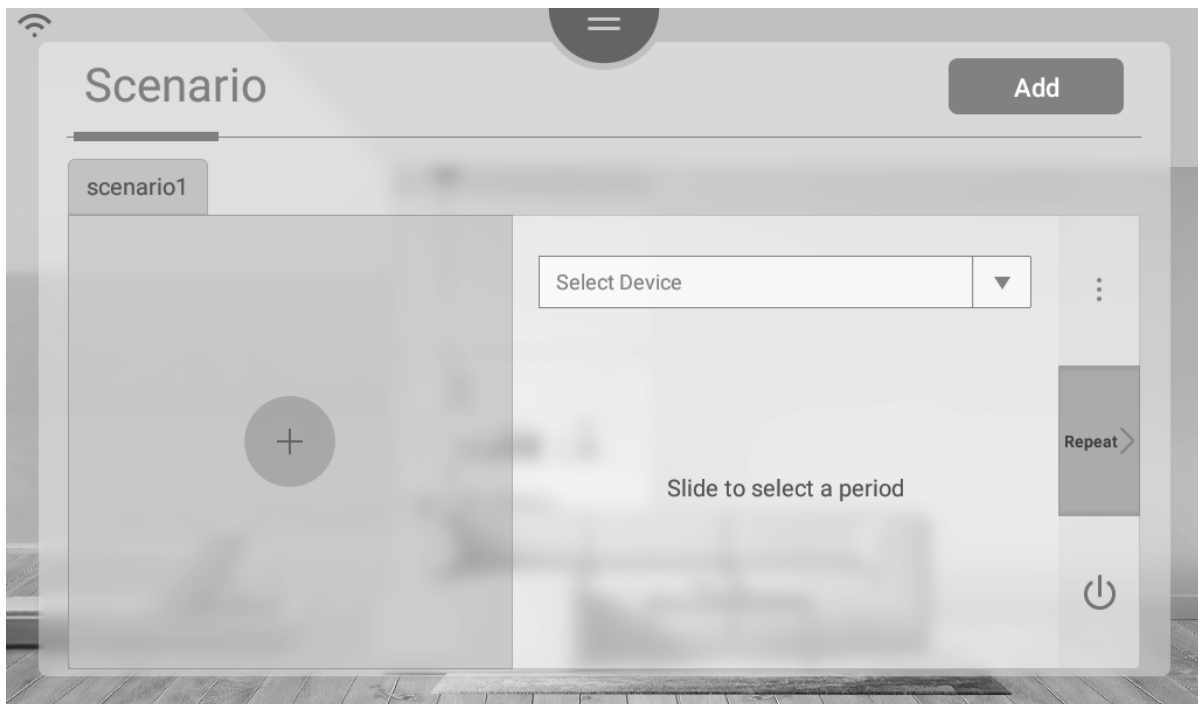 Scenario
Add
scenario1
Select Device
Repeat
Slide to select a period